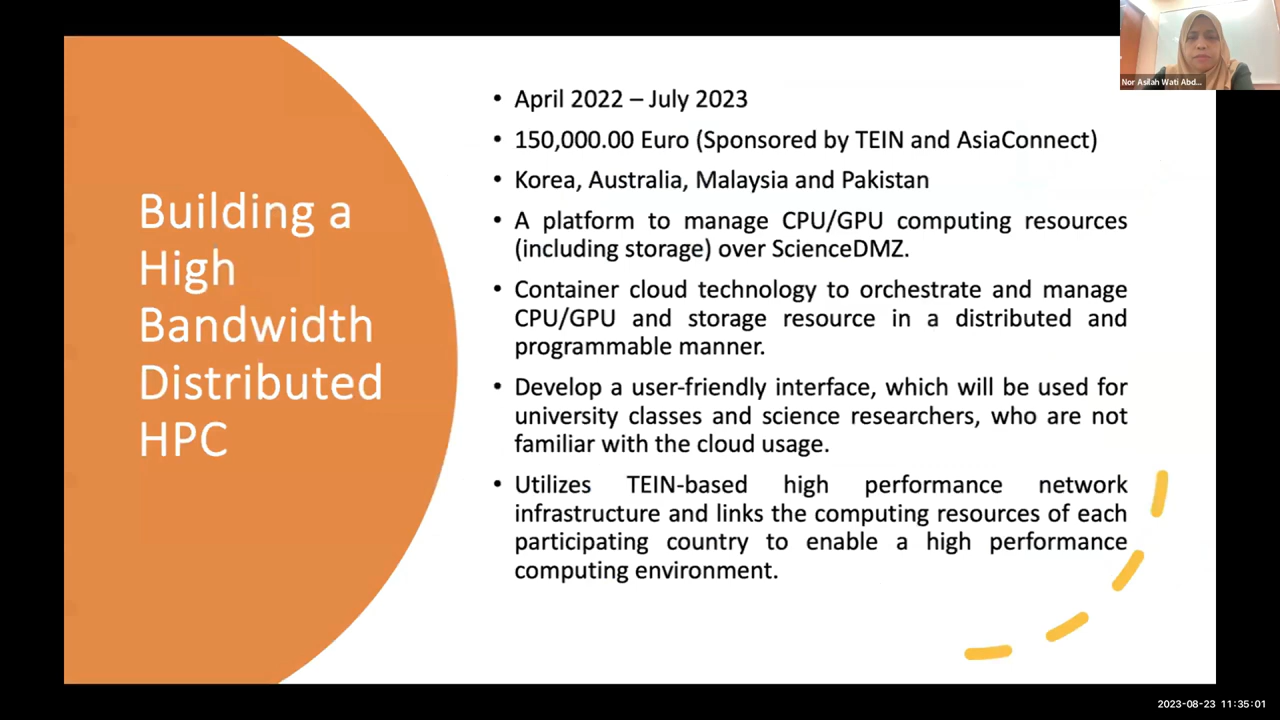 Nor Asilah Wati Abd...
Building a
High
Bandwidth
Distributed
HPC
• April 2022 – July 2023
• 150,000.00 Euro (Sponsored by TEIN and AsiaConnect)
• Korea, Australia, Malaysia and Pakistan
• A platform to manage CPU/GPU computing resources
(including storage) over ScienceDMZ.
• Container cloud technology to orchestrate and manage
CPU/GPU and storage resource in a distributed and
programmable manner.
• Develop a user-friendly interface, which will be used for
university classes and science researchers, who are not
familiar with the cloud usage.
• Utilizes TEIN-based high performance network
infrastructure and links the computing resources of each
participating country to enable a high performance
computing environment.
2023-08-23 11:35:01